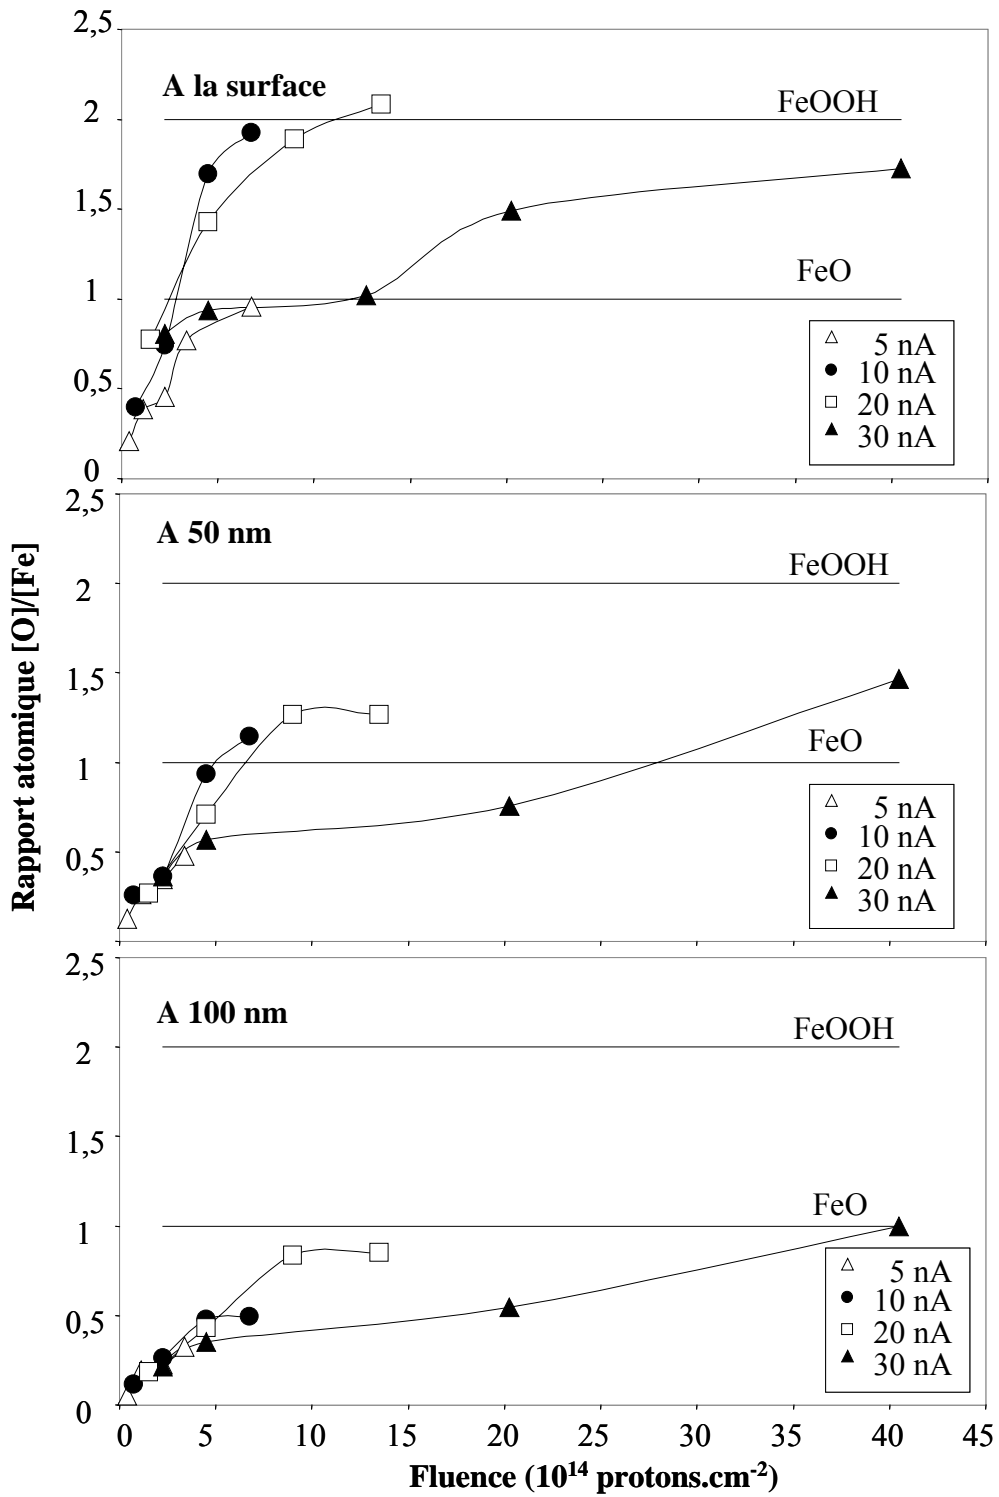 2,5
A la surface
FeOOH
2
1,5
FeO
1
5 nA
10 nA
20 nA
30 nA
0,5
0
2,5
A 50 nm
FeOOH
2
1,5
FeO
1
5 nA
10 nA
20 nA
30 nA
0,5
Rapport atomique [O]/[Fe]
2,5
A 100 nm
FeOOH
2
1,5
FeO
1
5 nA
10 nA
20 nA
30 nA
0,5
0
0 5 10 15 20 25 30 35 40 45
Fluence (10¹⁴ protons.cm⁻²)